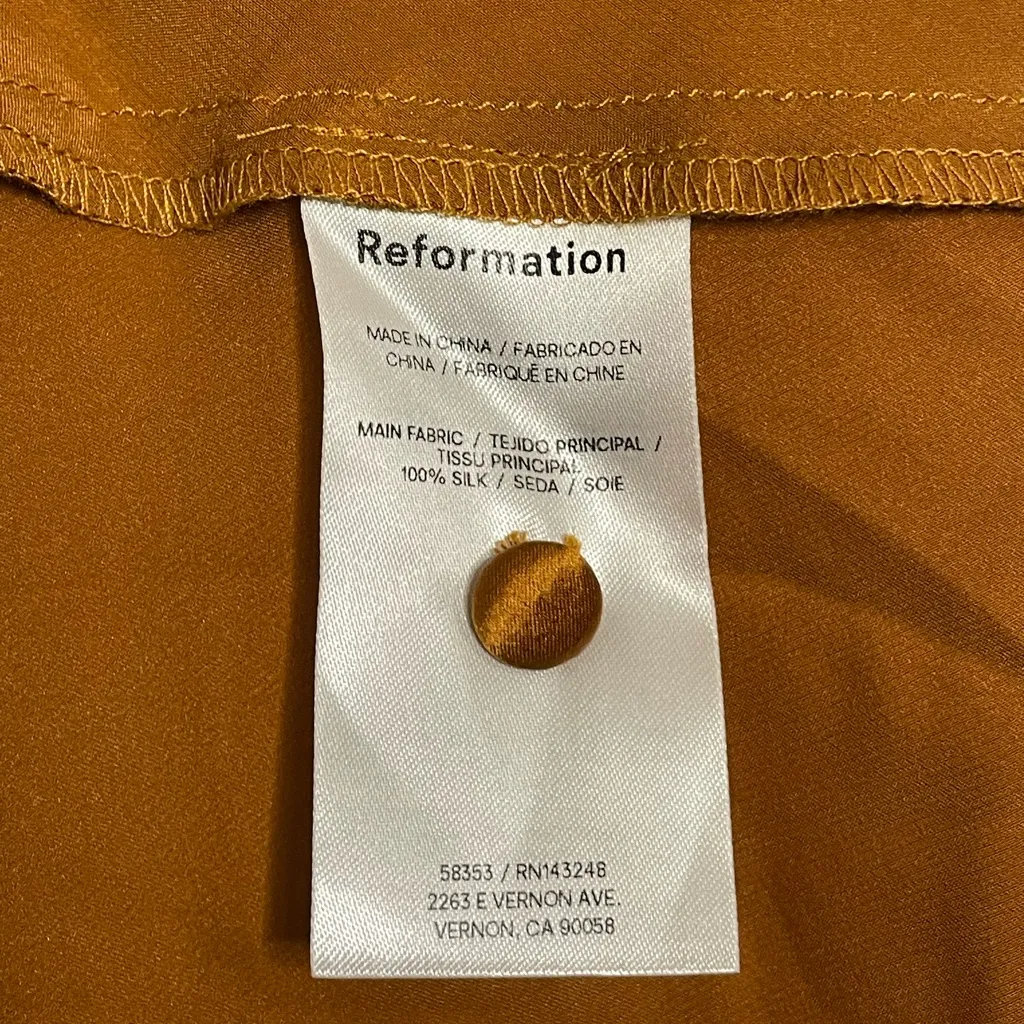 Reformation
MADE IN CHINA / FABRICADO EN
CHINA / FABRIQUÉ EN CHINE
MAIN FABRIC / TEJIDO PRINCIPAL /
TISSU PRINCIPAL
100% SILK / SEDA / SOIE
58353 / RN143248
2263 E VERNON AVE.
VERNON, CA 90058